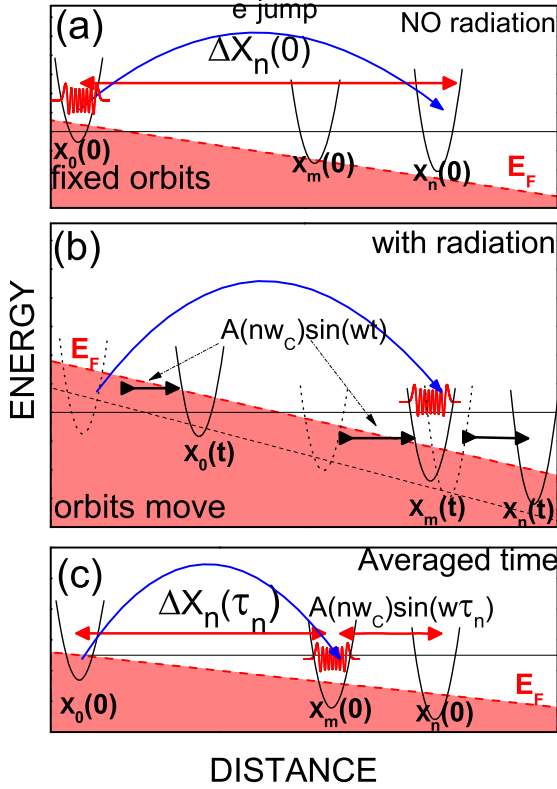 e jump
(a)
NO radiation
ΔX_n(0)
X_0(0)
X_m(0)
X_n(0)
E_F
fixed orbits
(b)
with radiation
A(nw_C)sin(wt)
E_F
X_0(t)
X_m(t)
X_n(t)
orbits move
(c)
Averaged time
ΔX_n(τ_n)
A(nw_C)sin(wτ_n)
E_F
X_0(0)
X_m(0)
X_n(0)
ENERGY
DISTANCE